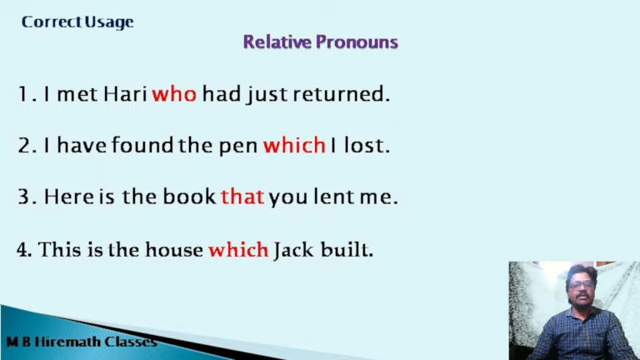 Correct Usage
Relative Pronouns
1. I met Hari who had just returned.
2. I have found the pen which I lost.
3. Here is the book that you lent me.
4. This is the house which Jack built.
M B Hiremath Classes